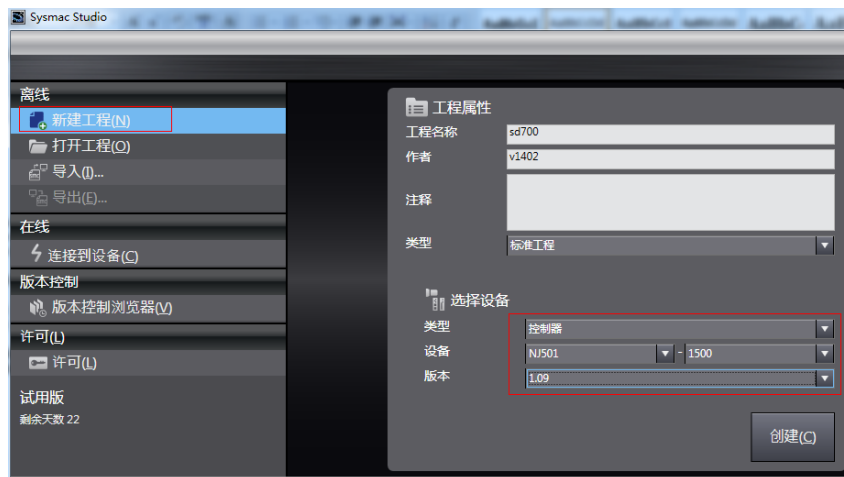 Sysmac Studio
离线
新建工程(N)
打开工程(O)
导入(I)...
导出(E)...
在线
连接到设备(C)
版本控制
版本控制浏览器(V)
许可(L)
许可(L)
试用版
剩余天数 22
工程属性
工程名称 sd700
作者 v1402
注释
类型 标准工程
选择设备
类型 控制器
设备 NJ501 - 1500
版本 1.09
创建(C)